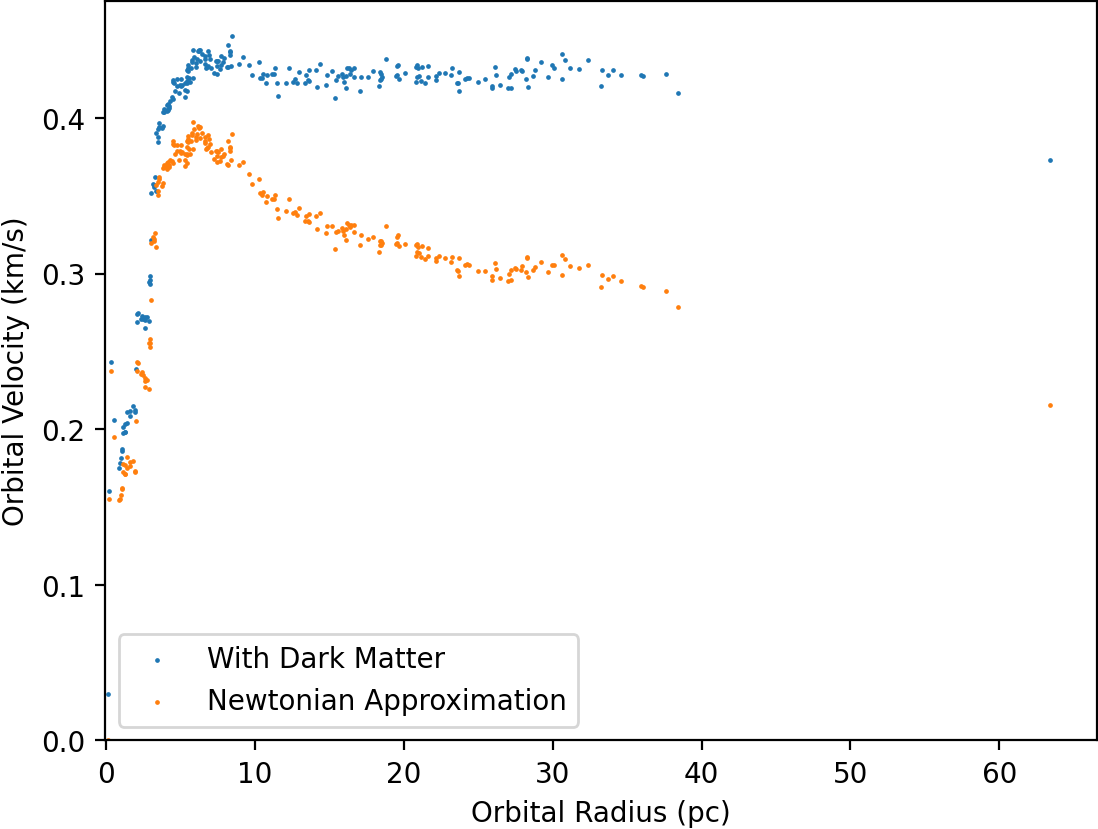 Orbital Velocity (km/s)
0.4
0.3
0.2
0.1
0.0
With Dark Matter
Newtonian Approximation
0 10 20 30 40 50 60
Orbital Radius (pc)